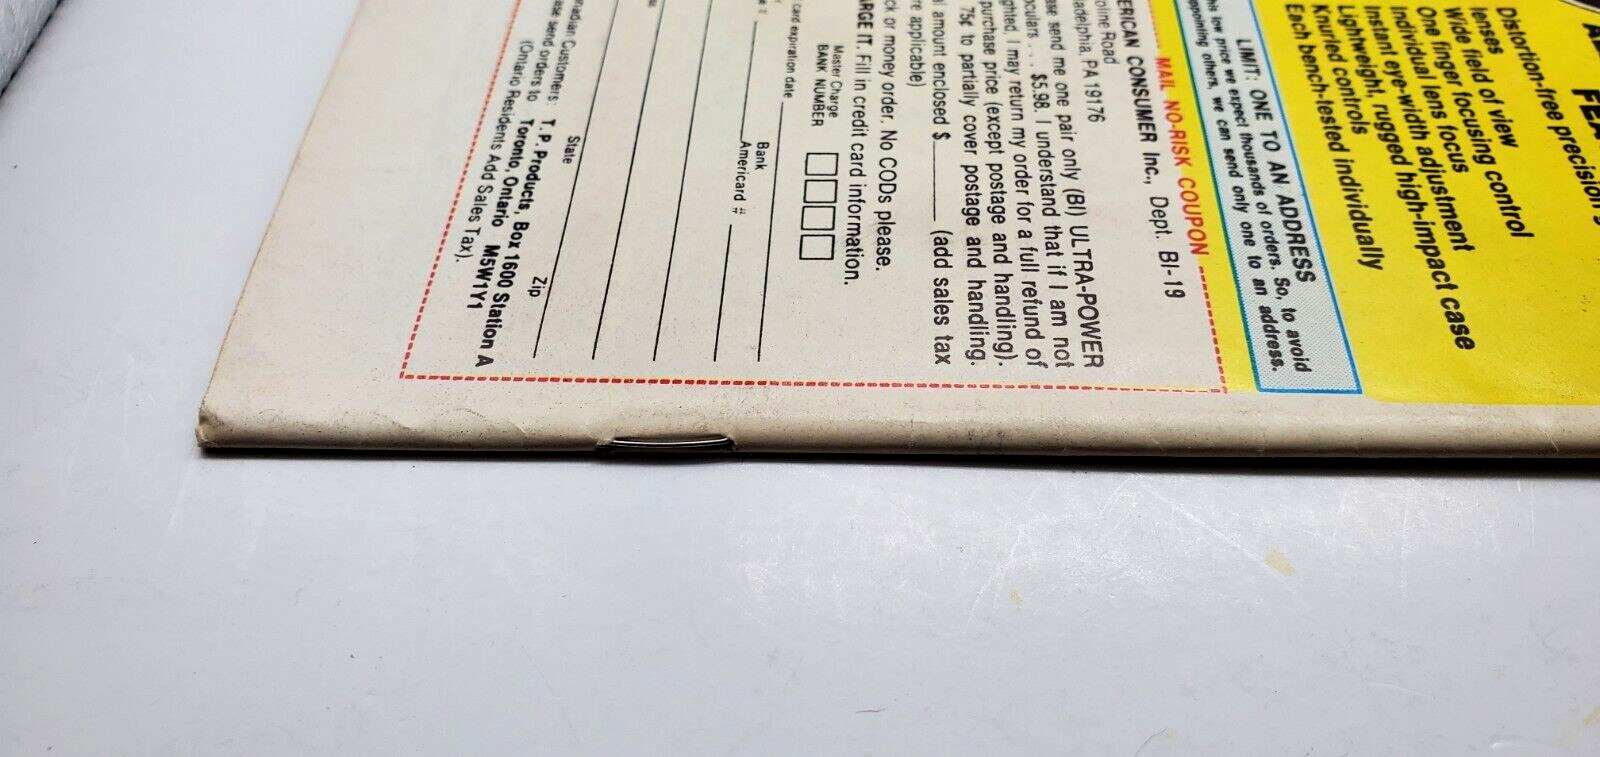 FEA
precision
Distortion-free
lenses
Wide field of view
One finger focusing control
Individual lens focus
Instant eye-width adjustment
Lightweight, rugged high-impact case
Knurled controls
Each bench-tested individually
LIMIT: ONE TO AN ADDRESS
this low price we expect thousands of orders. So, to avoid
others, we can send only one to an address.
MAIL NO-RISK COUPON
CONSUMER Inc., Dept. BI-19
Road
PA 19176
send me one pair only (BI) ULTRA-POWER
. . . $5.98. I understand that if I am not
I may return my order for a full refund of
purchase price (except postage and handling).
75¢ to partially cover postage and handling.
amount enclosed $ (add sales tax
applicable)
or money order. No CODs please.
IT. Fill in credit card information.
Master Charge
BANK NUMBER
Bank
Americard #
card expiration date
State
Zip
Customers:
send orders to T.P. Products, Box 1600 Station A
Toronto, Ontario M5W1Y1
(Ontario Residents Add Sales Tax).